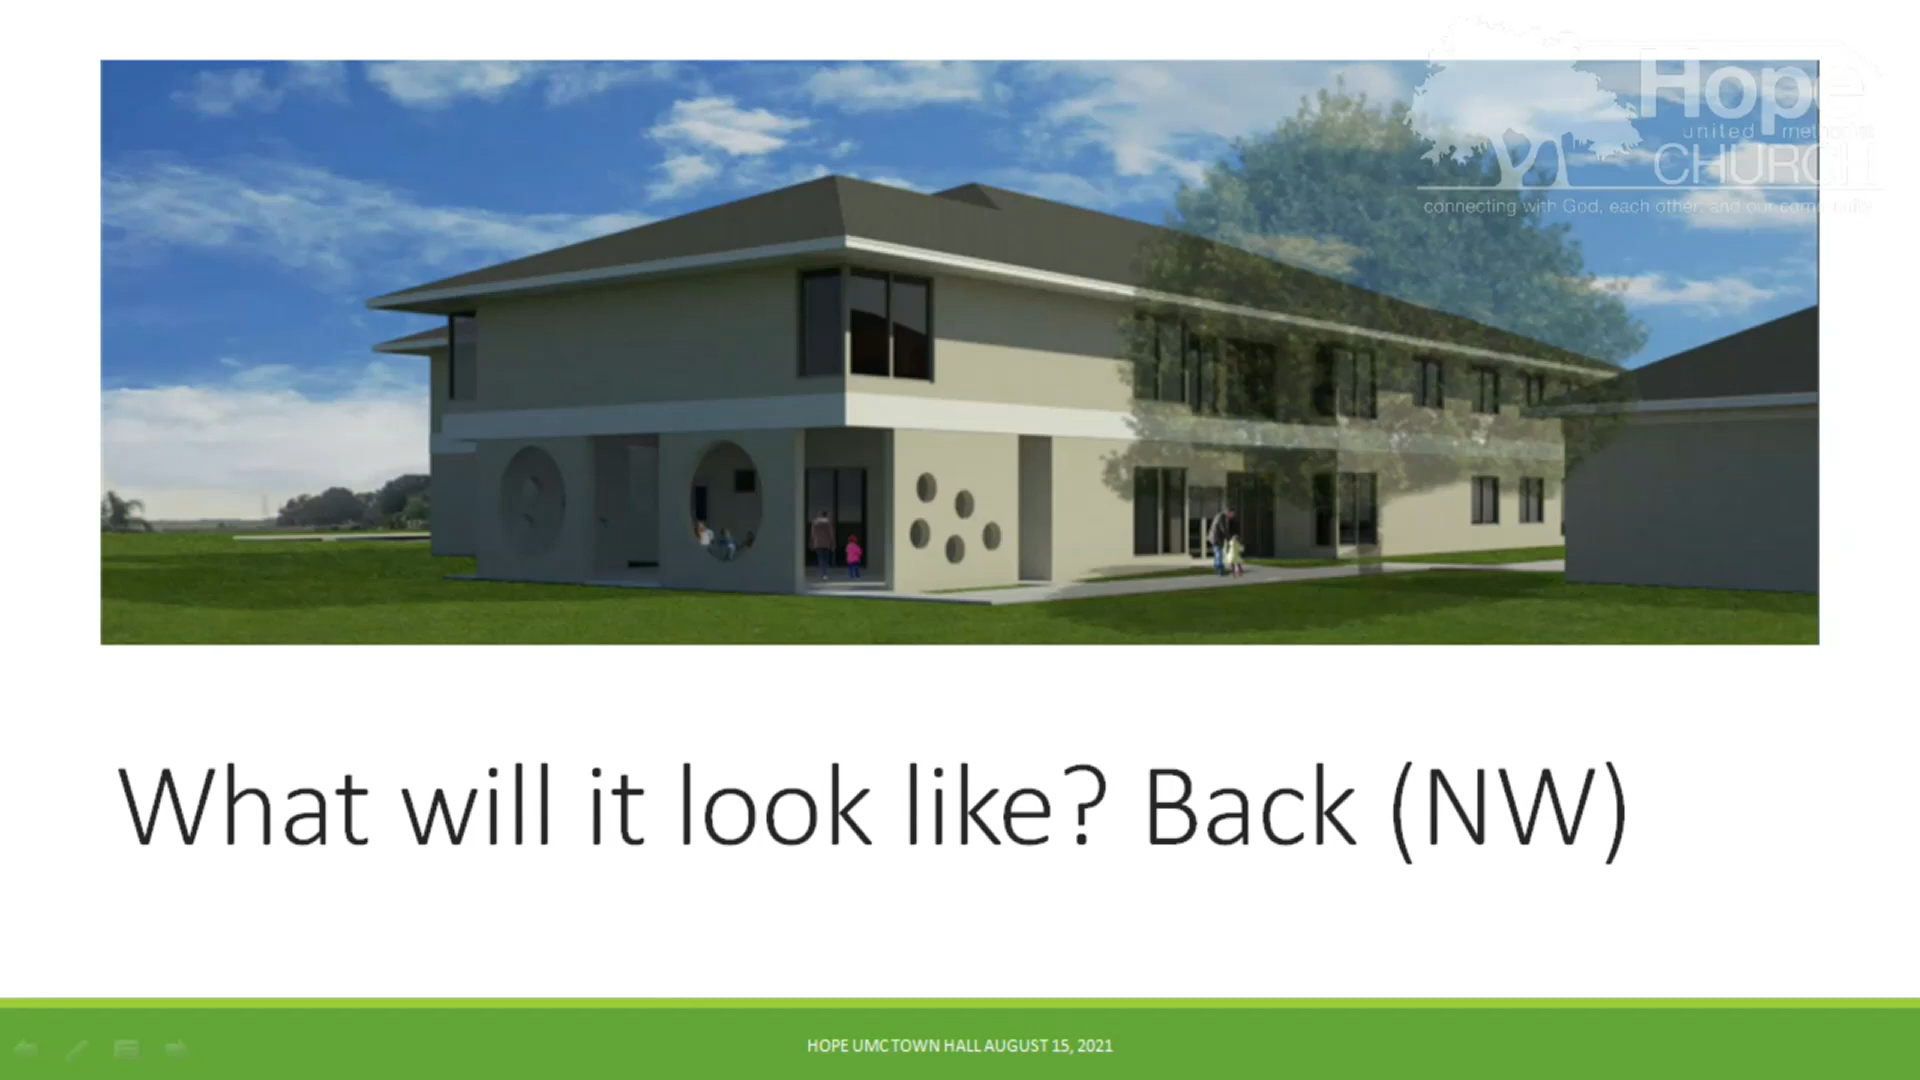 Hope
united methodist
CHURCH
connecting with God, each other, and our community
What will it look like? Back (NW)
HOPE UMC TOWN HALL AUGUST 15, 2021